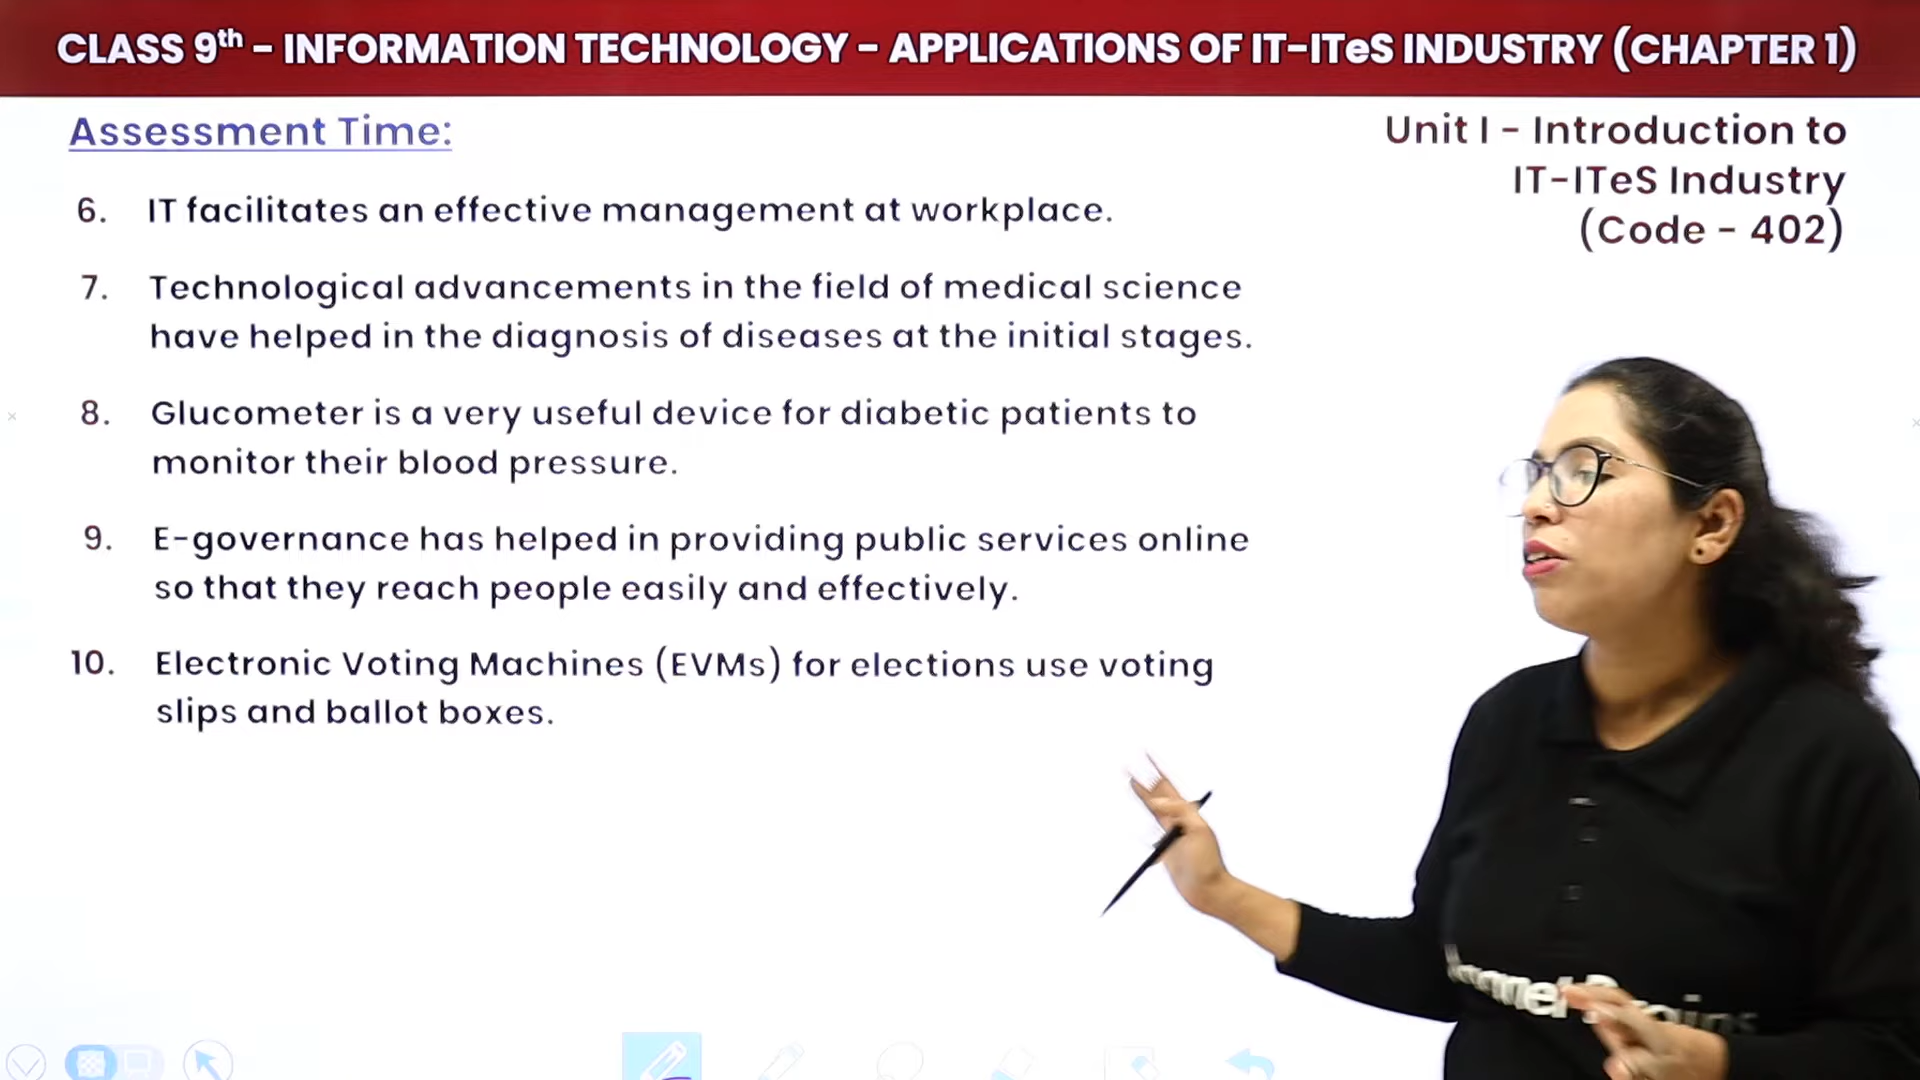 CLASS 9th – INFORMATION TECHNOLOGY – APPLICATIONS OF IT-ITeS INDUSTRY (CHAPTER 1)
Assessment Time:
Unit I – Introduction to
IT-ITeS Industry
(Code – 402)
6. IT facilitates an effective management at workplace.
7. Technological advancements in the field of medical science
have helped in the diagnosis of diseases at the initial stages.
8. Glucometer is a very useful device for diabetic patients to
monitor their blood pressure.
9. E-governance has helped in providing public services online
so that they reach people easily and effectively.
10. Electronic Voting Machines (EVMs) for elections use voting
slips and ballot boxes.